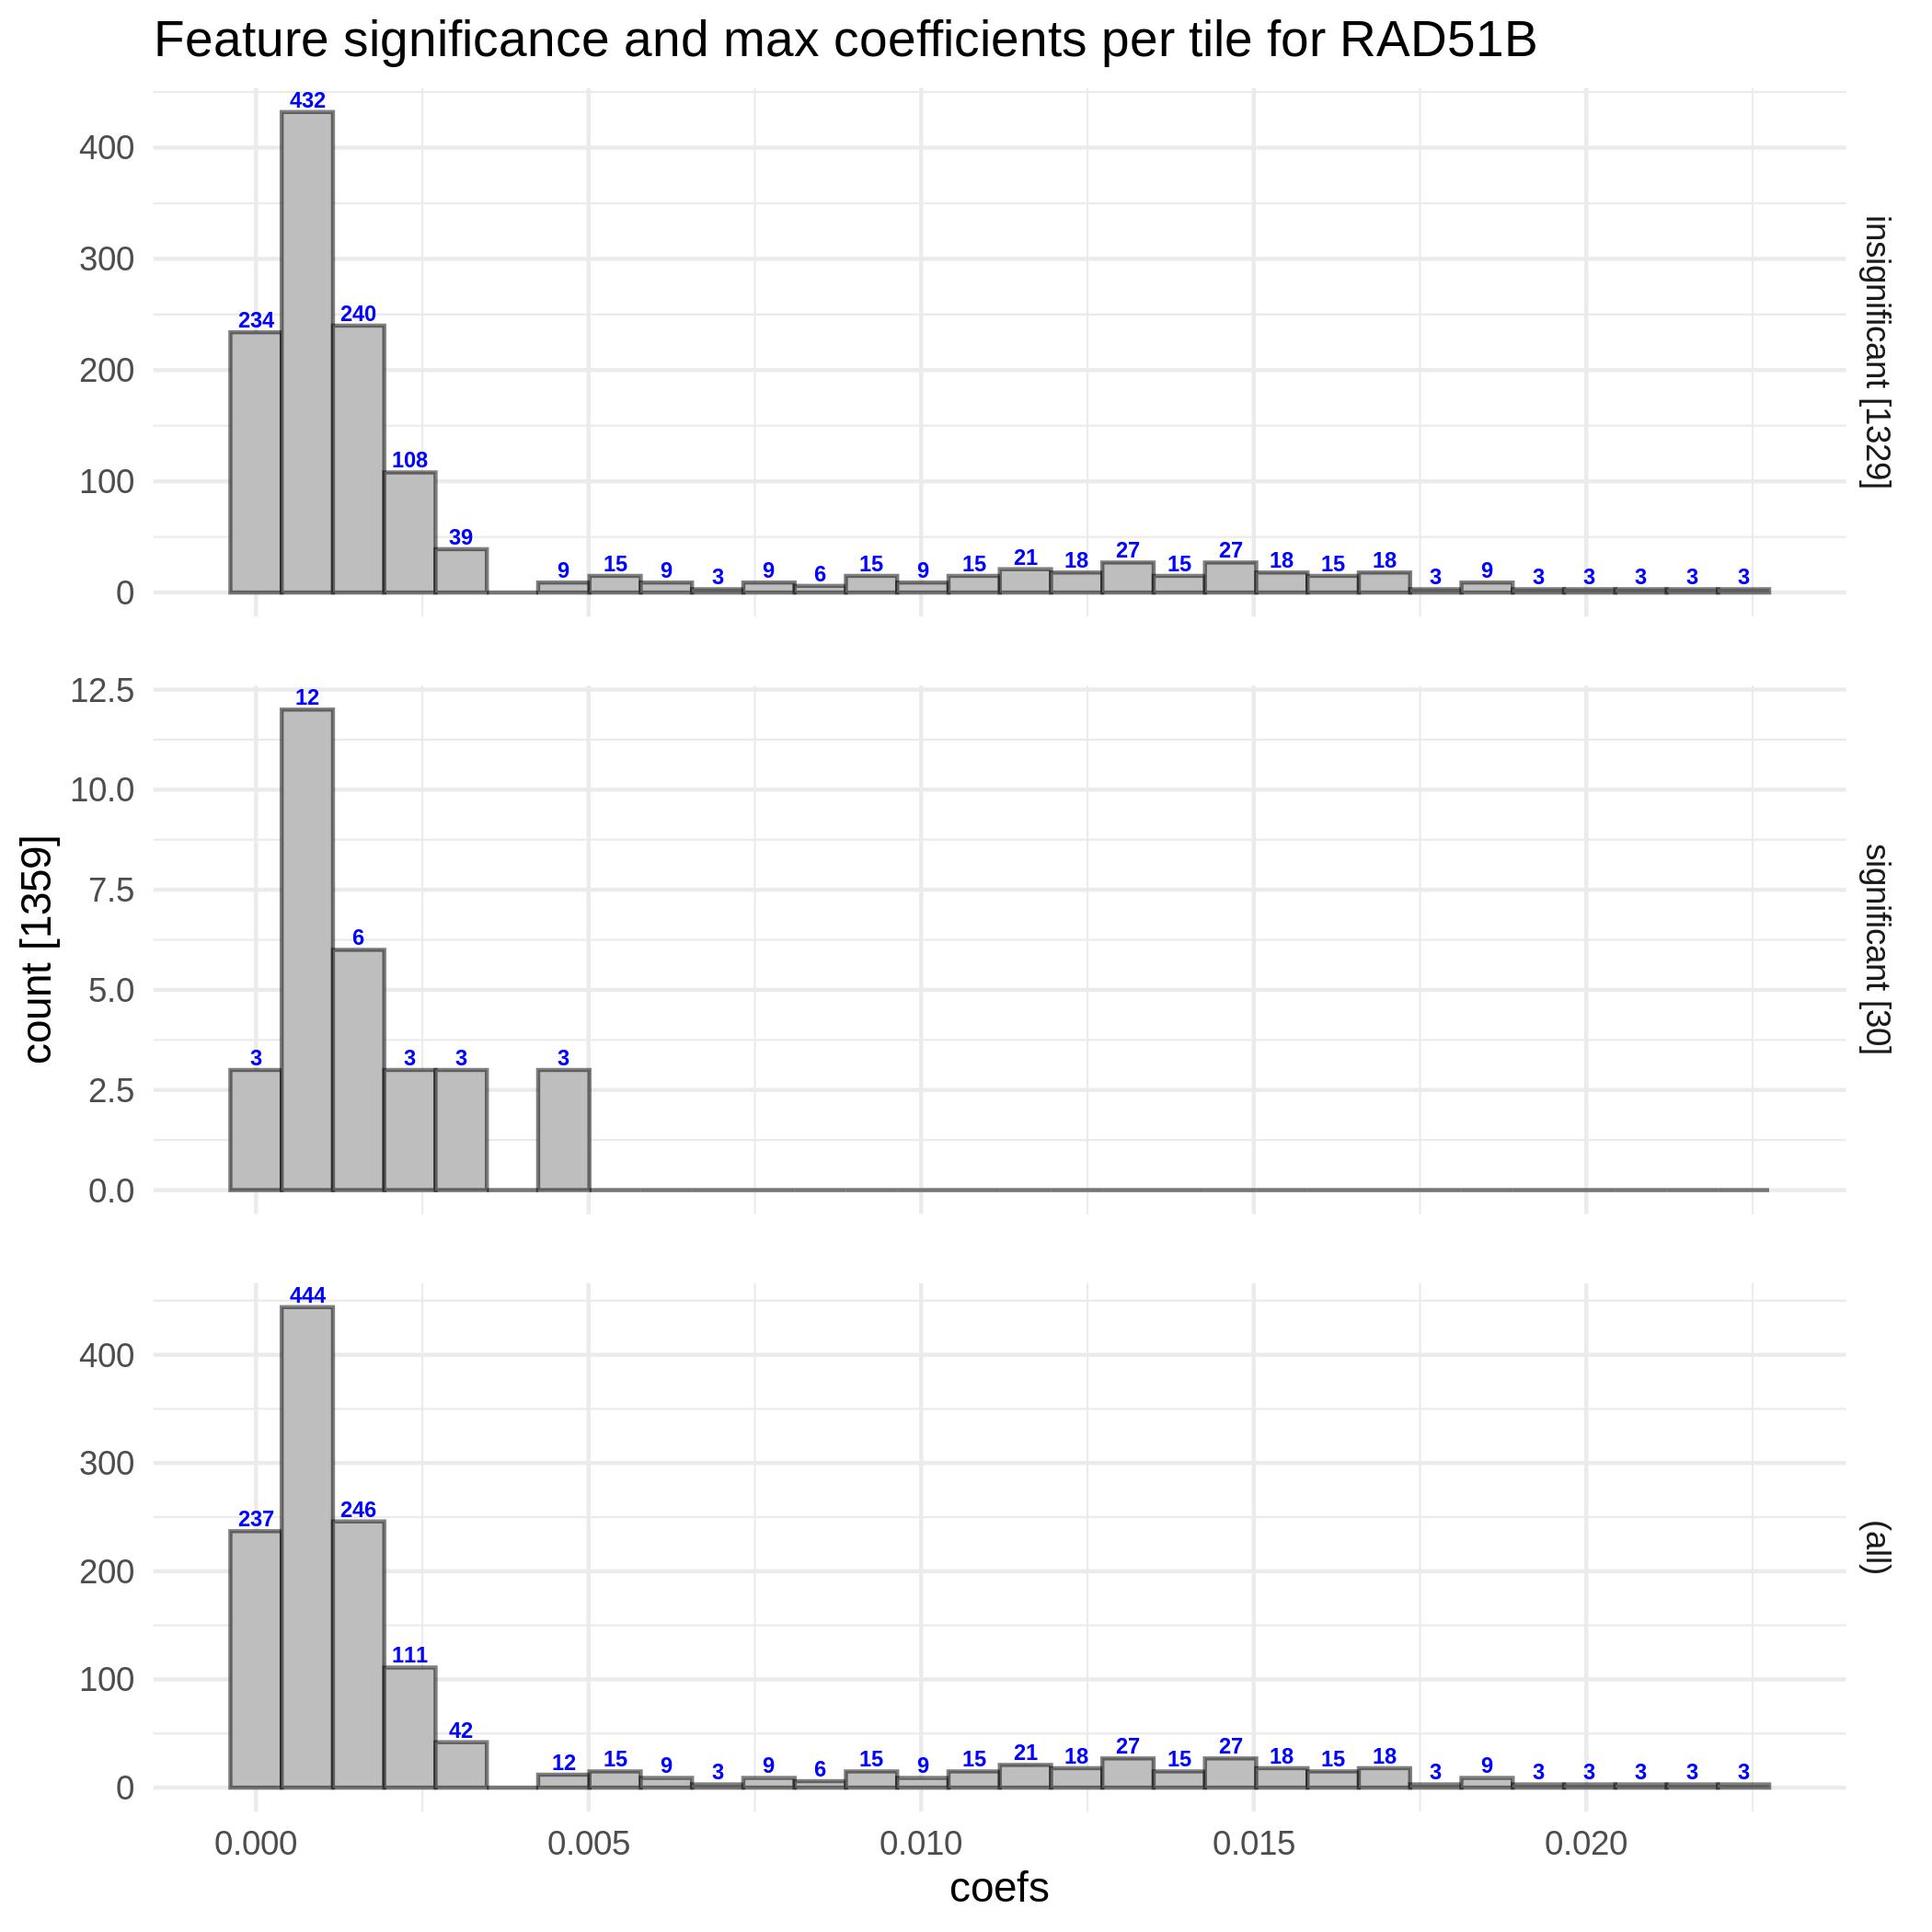 Feature significance and max coefficients per tile for RAD51B
432
400
300
234 240
200
108
100
39
9 15 9 3 9 6 15 9 15 21 18 27 15 27 18 15 18 3 9 3 3 3 3 3
0
insignificant [1329]
12.5
12
10.0
7.5
6
5.0
3 3 3 3
2.5
0.0
significant [30]
count [1359]
444
400
300
237 246
200
111
100
42
12 15 9 3 9 6 15 9 15 21 18 27 15 27 18 15 18 3 9 3 3 3 3 3
0
(all)
0.000 0.005 0.010 0.015 0.020
coefs